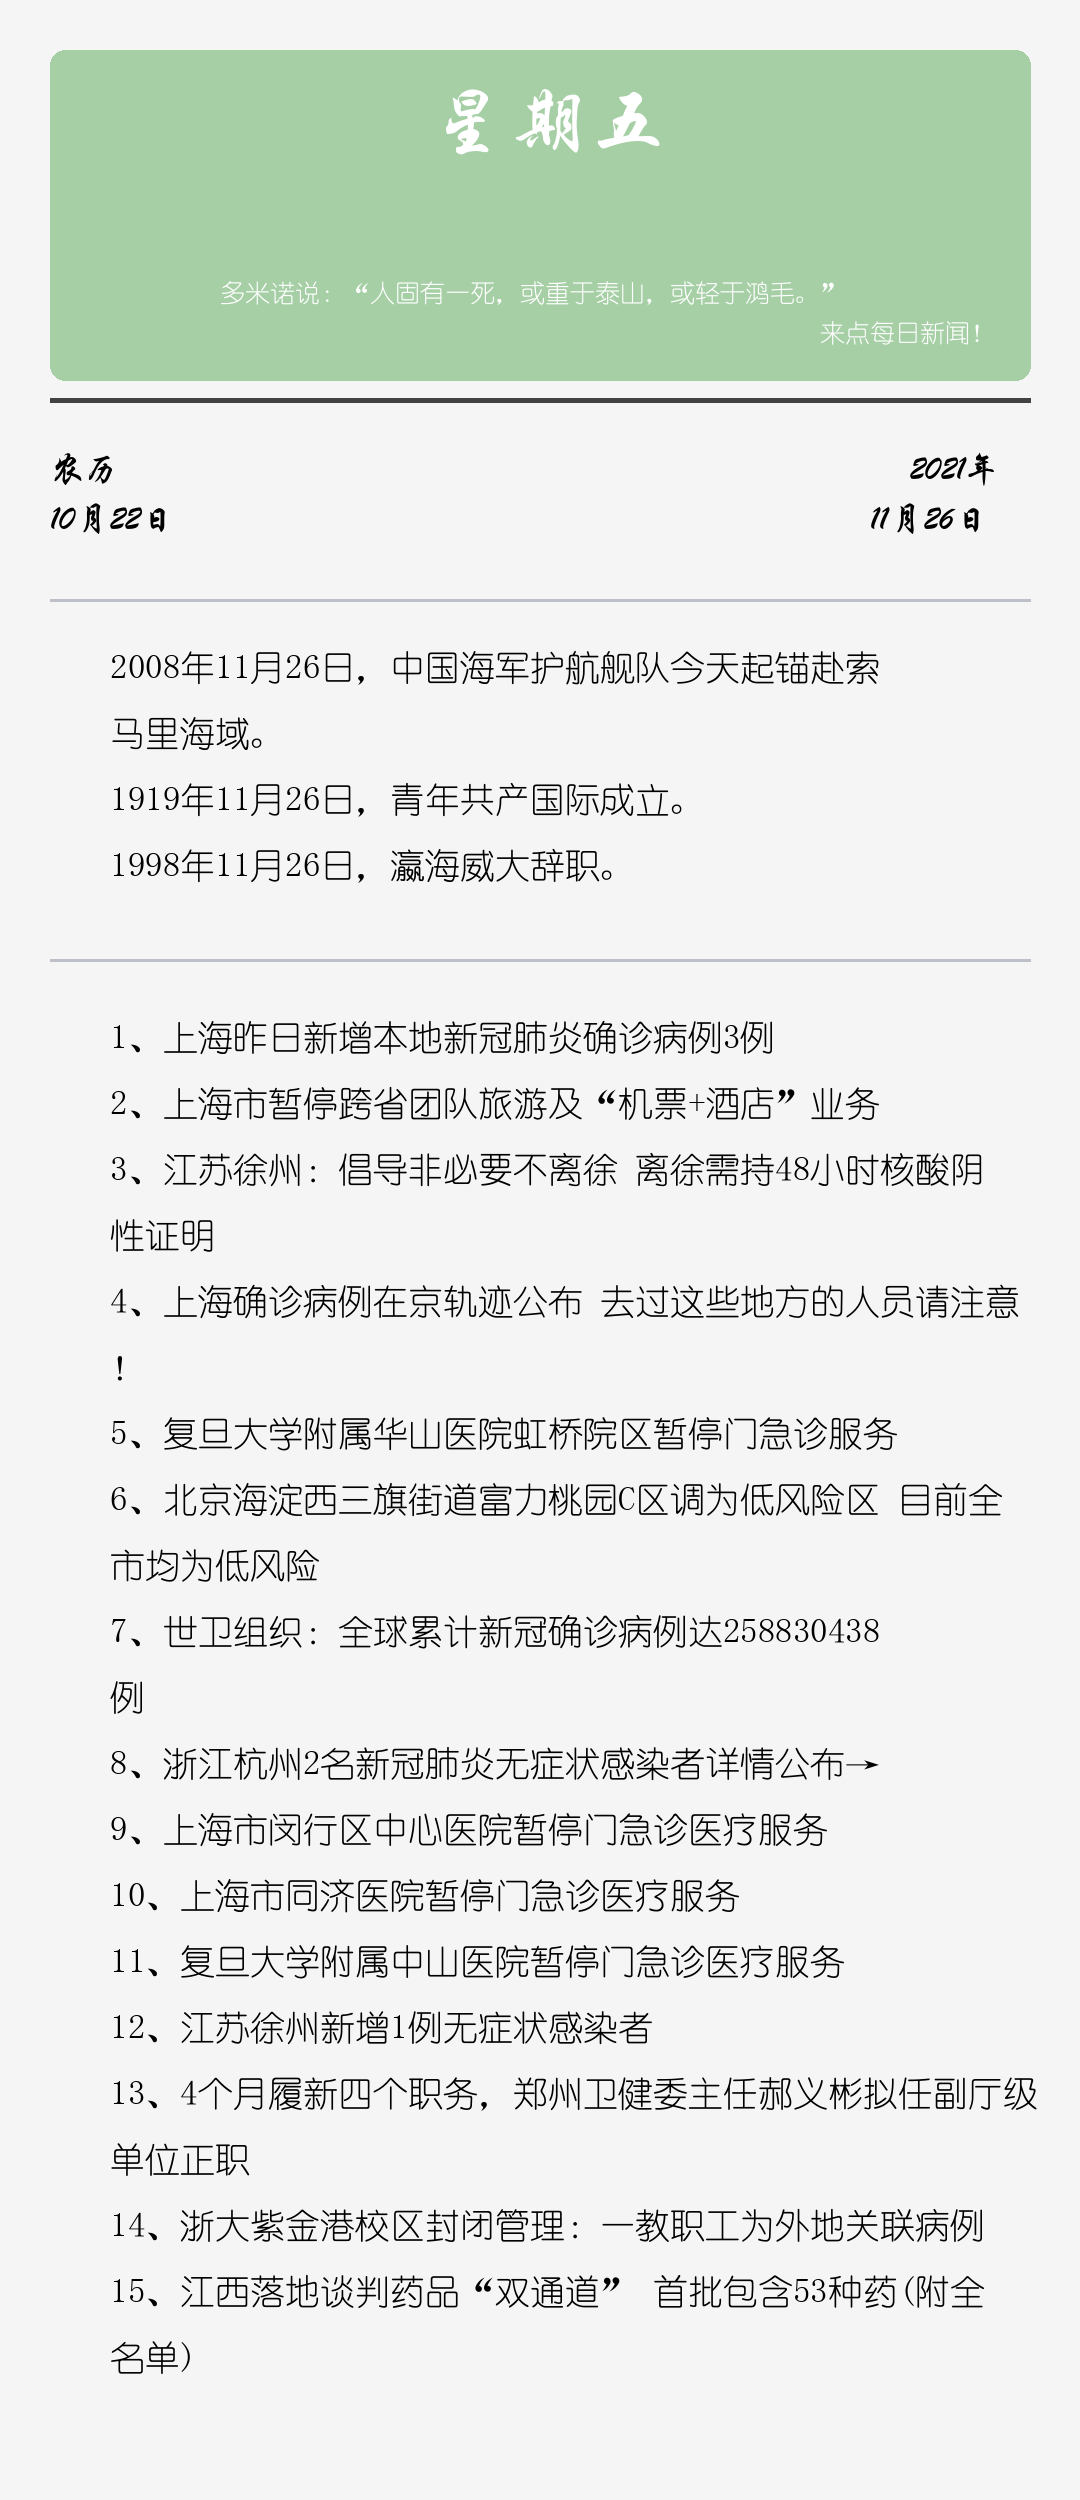 星期五
多米诺说：“人固有一死，或重于泰山，或轻于鸿毛。”
来点每日新闻！
农历
10月22日
2021年
11月26日
2008年11月26日，中国海军护航舰队今天起锚赴索
马里海域。
1919年11月26日，青年共产国际成立。
1998年11月26日，瀛海威大辞职。
1、上海昨日新增本地新冠肺炎确诊病例3例
2、上海市暂停跨省团队旅游及“机票+酒店”业务
3、江苏徐州：倡导非必要不离徐 离徐需持48小时核酸阴
性证明
4、上海确诊病例在京轨迹公布 去过这些地方的人员请注意
！
5、复旦大学附属华山医院虹桥院区暂停门急诊服务
6、北京海淀西三旗街道富力桃园C区调为低风险区 目前全
市均为低风险
7、世卫组织：全球累计新冠确诊病例达258830438
例
8、浙江杭州2名新冠肺炎无症状感染者详情公布→
9、上海市闵行区中心医院暂停门急诊医疗服务
10、上海市同济医院暂停门急诊医疗服务
11、复旦大学附属中山医院暂停门急诊医疗服务
12、江苏徐州新增1例无症状感染者
13、4个月履新四个职务，郑州卫健委主任郝义彬拟任副厅级
单位正职
14、浙大紫金港校区封闭管理：一教职工为外地关联病例
15、江西落地谈判药品“双通道” 首批包含53种药(附全
名单)